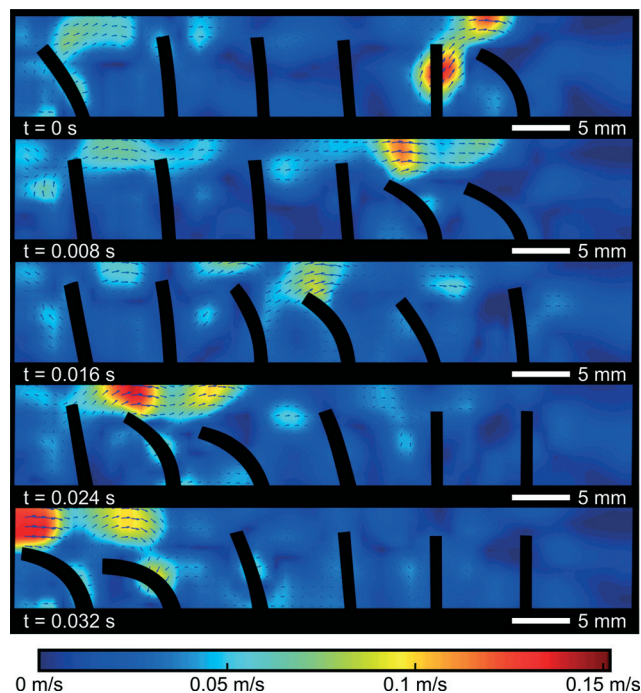 t = 0 s 5 mm
t = 0.008 s 5 mm
t = 0.016 s 5 mm
t = 0.024 s 5 mm
t = 0.032 s 5 mm
0 m/s 0.05 m/s 0.1 m/s 0.15 m/s